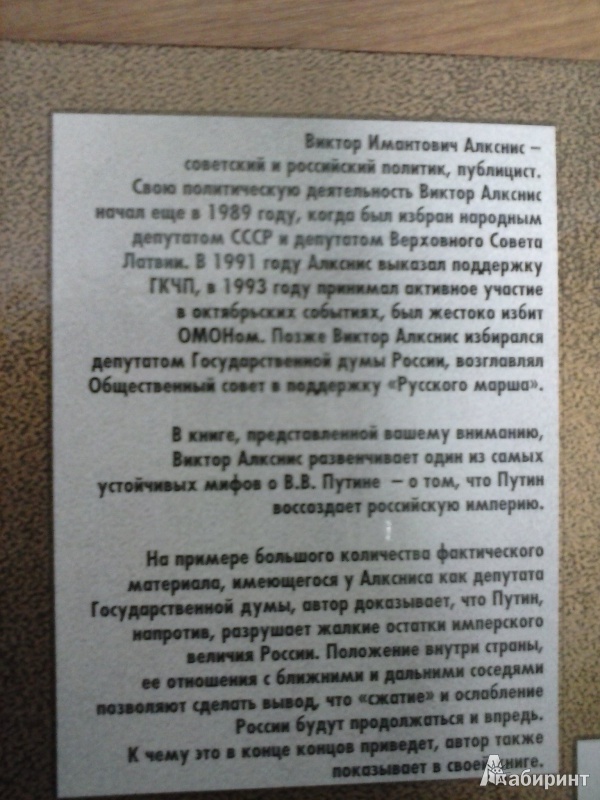 Виктор Имантович Алкснис –
советский и российский политик, публицист.
Свою политическую деятельность Виктор Алкснис
начал еще в 1989 году, когда был избран народным
депутатом СССР и депутатом Верховного Совета
Латвии. В 1991 году Алкснис выказал поддержку
ГКЧП, в 1993 году принимал активное участие
в октябрьских событиях, был жестоко избит
ОМОНом. Позже Виктор Алкснис избирался
депутатом Государственной думы России, возглавлял
Общественный совет в поддержку «Русского марша».
В книге, представленной вашему вниманию,
Виктор Алкснис развенчивает один из самых
устойчивых мифов о В.В. Путине – о том, что Путин
воссоздает российскую империю.
На примере большого количества фактического
материала, имеющегося у Алксниса как депутата
Государственной думы, автор доказывает, что Путин,
напротив, разрушает жалкие остатки имперского
величия России. Положение внутри страны,
ее отношения с ближними и дальними соседями
позволяют сделать вывод, что «сжатие» и ослабление
России будут продолжаться и впредь.
К чему это в конце концов приведет, автор также
показывает в своей книге.
Лабиринт